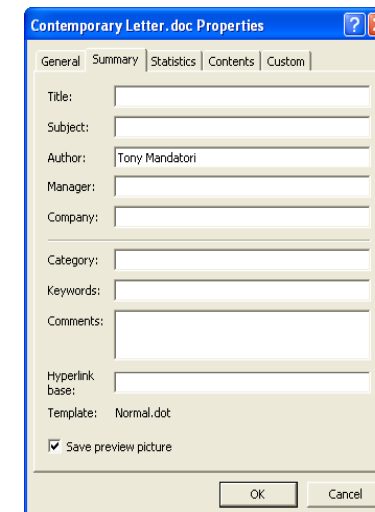 Contemporary Letter.doc Properties
General Summary Statistics Contents Custom
Title:
Subject:
Author: Tony Mandatori
Manager:
Company:
Category:
Keywords:
Comments:
Hyperlink
base:
Template: Normal.dot
Save preview picture
OK Cancel